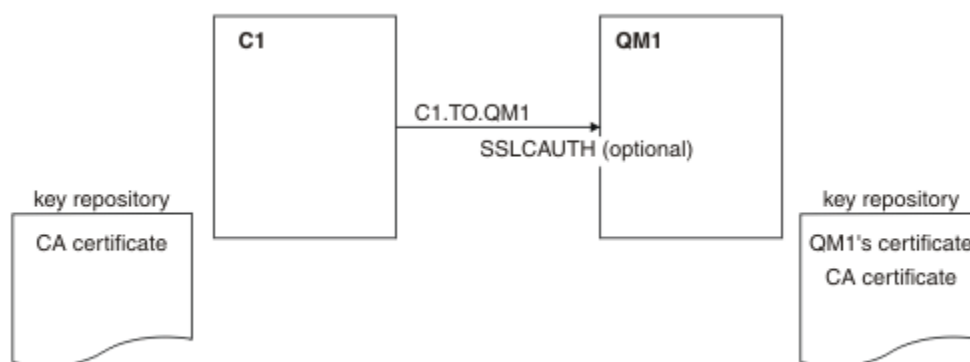 C1
QM1
C1.TO.QM1
SSLCAUTH (optional)
key repository
CA certificate
key repository
QM1's certificate
CA certificate